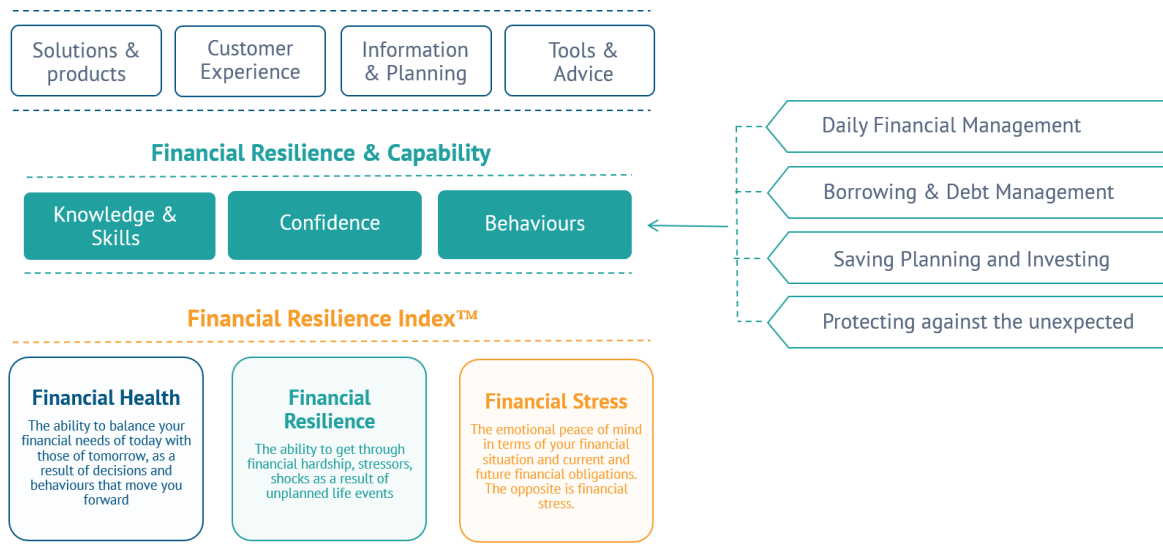 Solutions &
products
Customer
Experience
Information
& Planning
Tools &
Advice
Financial Resilience & Capability
Knowledge &
Skills
Confidence
Behaviours
Daily Financial Management
Borrowing & Debt Management
Saving Planning and Investing
Protecting against the unexpected
Financial Resilience Index™
Financial Health
The ability to balance your
financial needs of today with
those of tomorrow, as a
result of decisions and
behaviours that move you
forward
Financial
Resilience
The ability to get through
financial hardship, stressors,
shocks as a result of
unplanned life events
Financial Stress
The emotional peace of mind
in terms of your financial
situation and current and
future financial obligations.
The opposite is financial
stress.